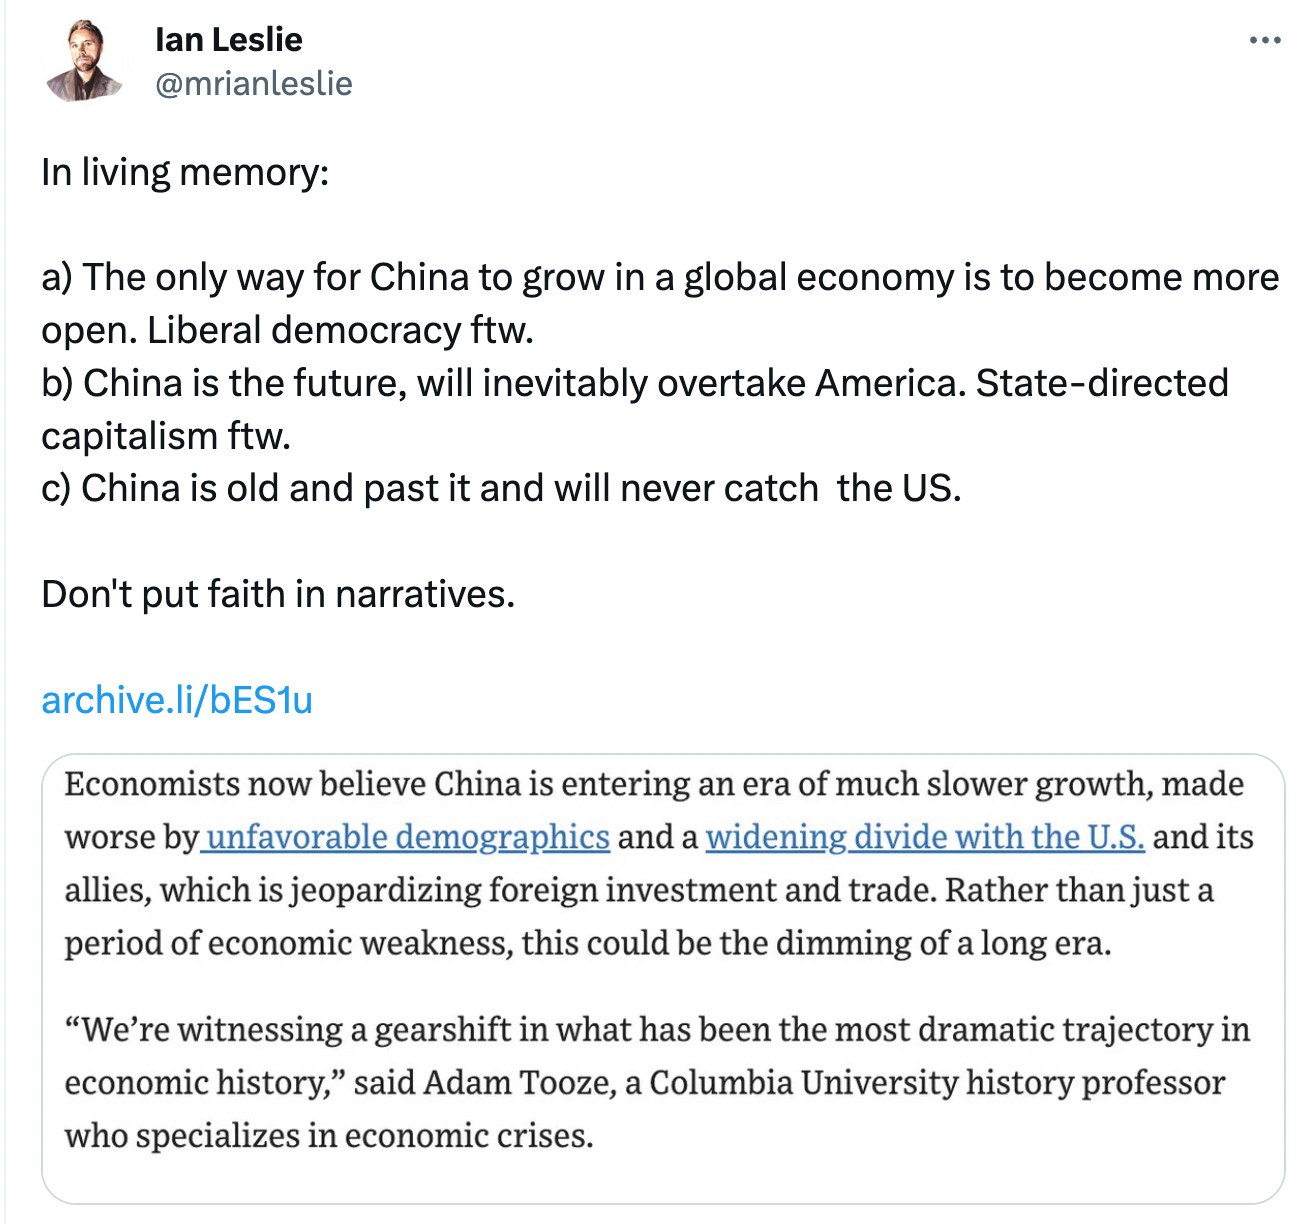 Ian Leslie
@mrianleslie
In living memory:
a) The only way for China to grow in a global economy is to become more
open. Liberal democracy ftw.
b) China is the future, will inevitably overtake America. State-directed
capitalism ftw.
c) China is old and past it and will never catch  the US.
Don't put faith in narratives.
archive.li/bES1u
Economists now believe China is entering an era of much slower growth, made
worse by unfavorable demographics and a widening divide with the U.S. and its
allies, which is jeopardizing foreign investment and trade. Rather than just a
period of economic weakness, this could be the dimming of a long era.
“We’re witnessing a gearshift in what has been the most dramatic trajectory in
economic history,” said Adam Tooze, a Columbia University history professor
who specializes in economic crises.